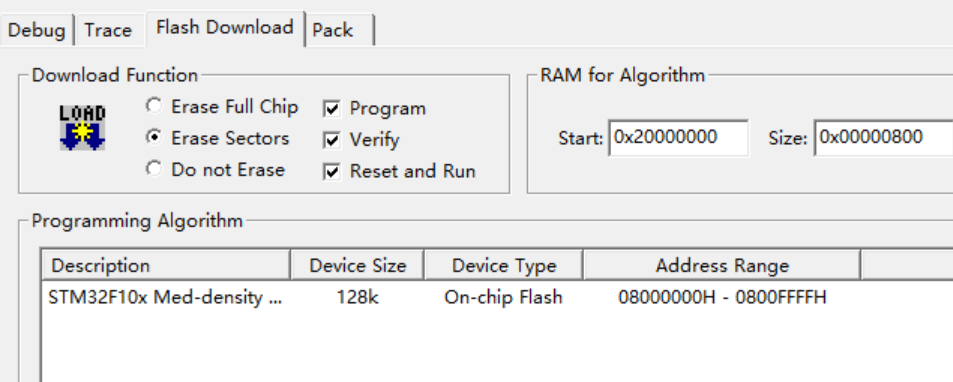 Debug Trace Flash Download Pack
Download Function
LOAD
Erase Full Chip
Program
Erase Sectors
Verify
Do not Erase
Reset and Run
RAM for Algorithm
Start: 0x20000000 Size: 0x00000800
Programming Algorithm
Description Device Size Device Type Address Range
STM32F10x Med-density ... 128k On-chip Flash 08000000H - 0800FFFFH